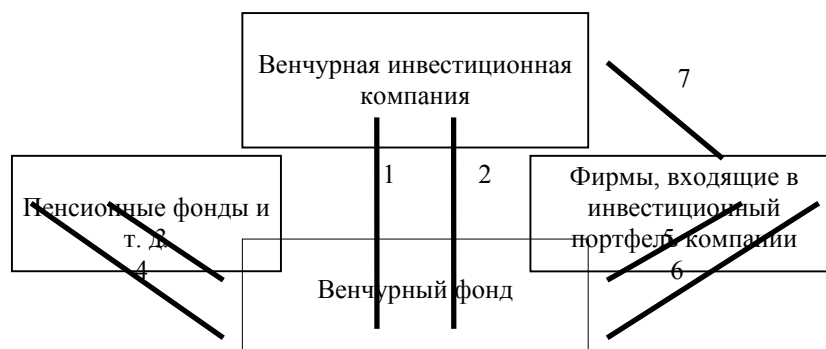 Венчурная инвестиционная
компания
7
1
2
Пенсионные фонды и
т. д.
3
4
Фирмы, входящие в
инвестиционный
портфель компании
5
6
Венчурный фонд